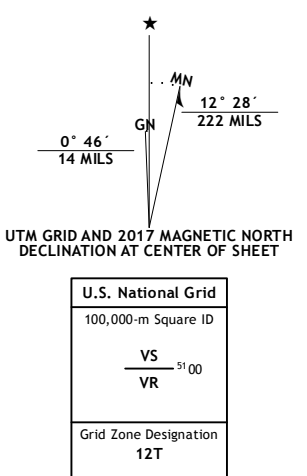 ★
MN
GN
12° 28´
222 MILS
0° 46´
14 MILS
UTM GRID AND 2017 MAGNETIC NORTH
DECLINATION AT CENTER OF SHEET
U.S. National Grid
100,000-m Square ID
VS
5100
VR
Grid Zone Designation
12T